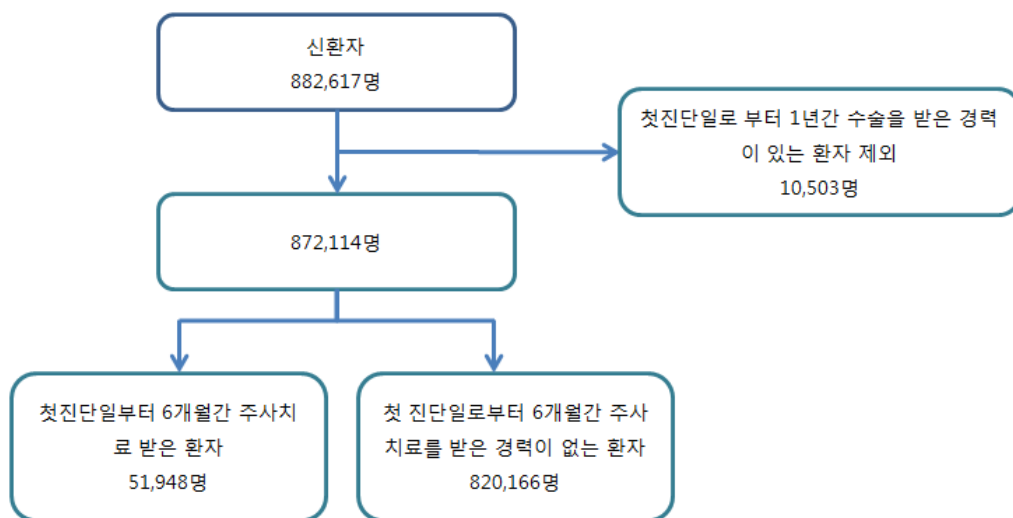 신환자
882,617명
첫진단일로 부터 1년간 수술을 받은 경력
이 있는 환자 제외
10,503명
872,114명
첫진단일부터 6개월간 주사치
료 받은 환자
51,948명
첫 진단일로부터 6개월간 주사
치료를 받은 경력이 없는 환자
820,166명